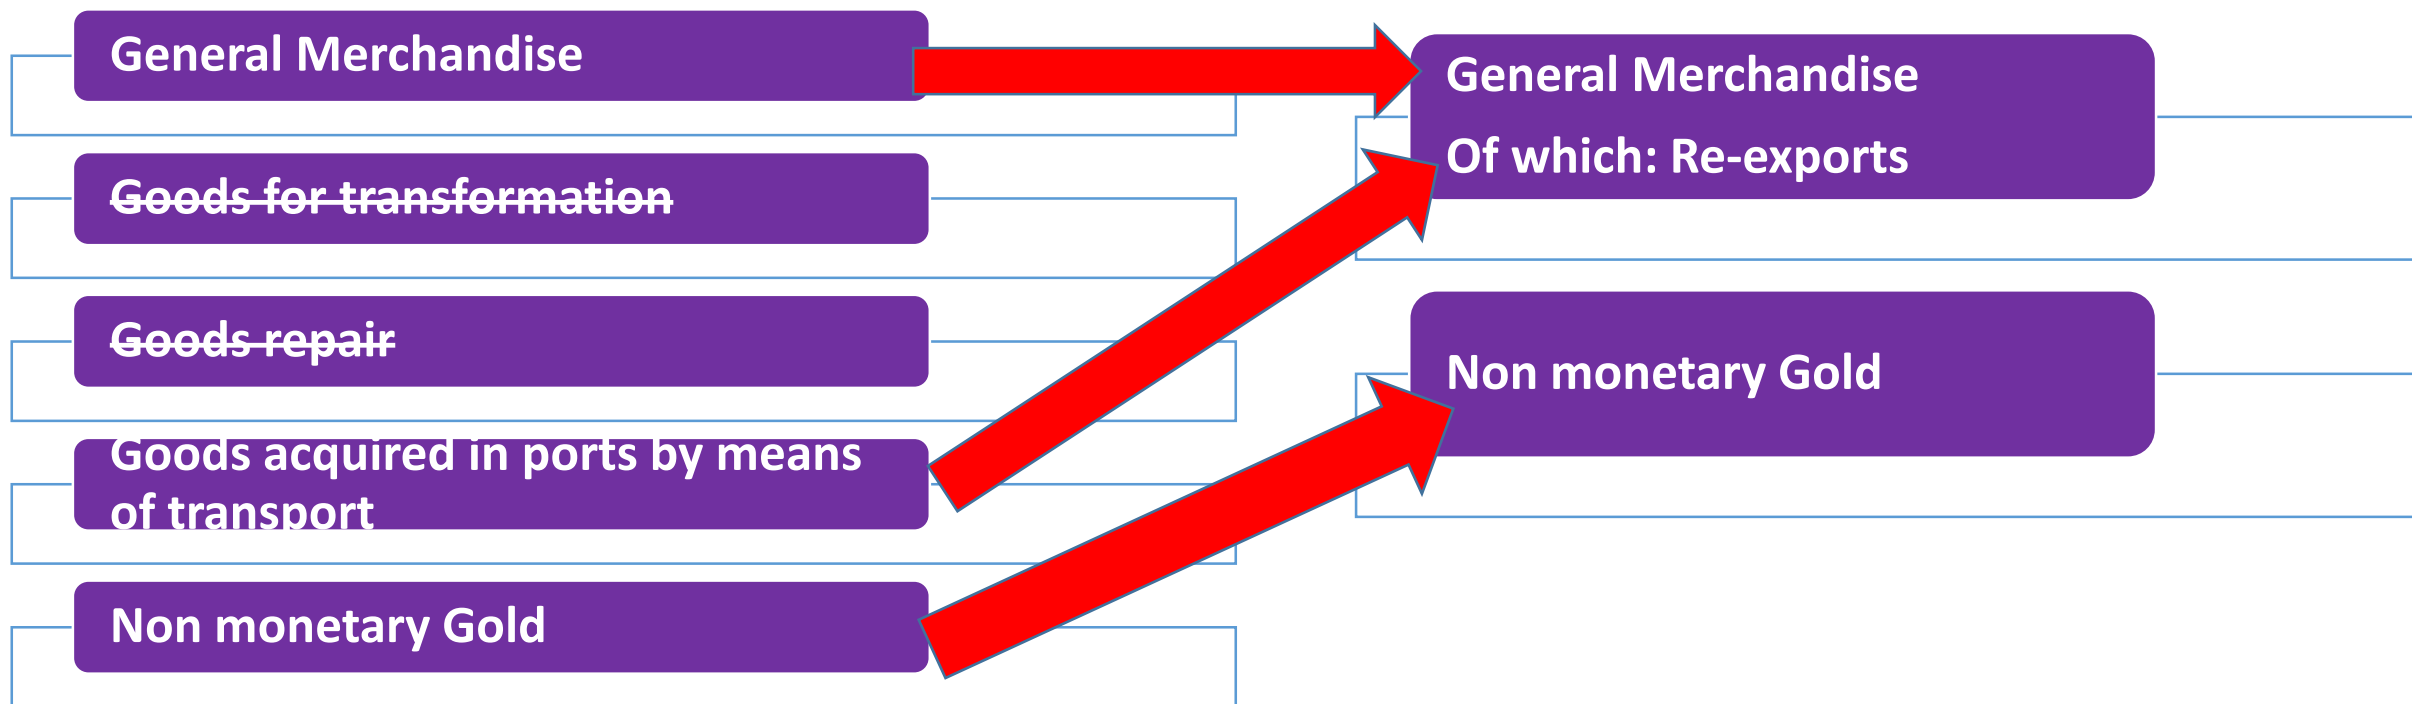 General Merchandise
Goods for transformation
Goods repair
Goods acquired in ports by means
of transport
Non monetary Gold
General Merchandise
Of which: Re-exports
Non monetary Gold